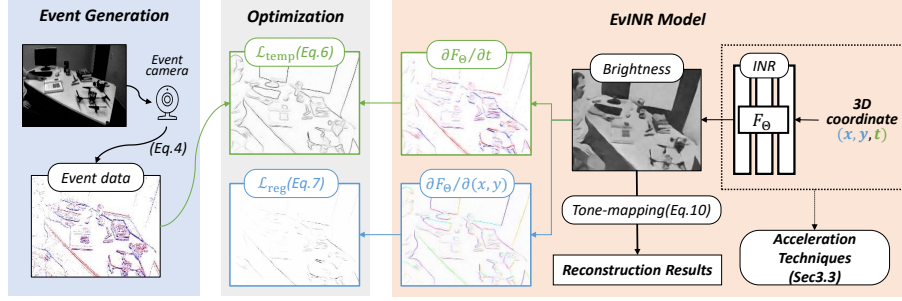 Event Generation
Event
camera
(Eq.4)
Event data
Optimization
ℒ_temp(Eq.6)
ℒ_reg(Eq.7)
EvINR Model
∂F_Θ/∂t
∂F_Θ/∂(x, y)
Brightness
Tone-mapping(Eq.10)
Reconstruction Results
INR
F_Θ
3D
coordinate
(x, y, t)
Acceleration
Techniques
(Sec3.3)